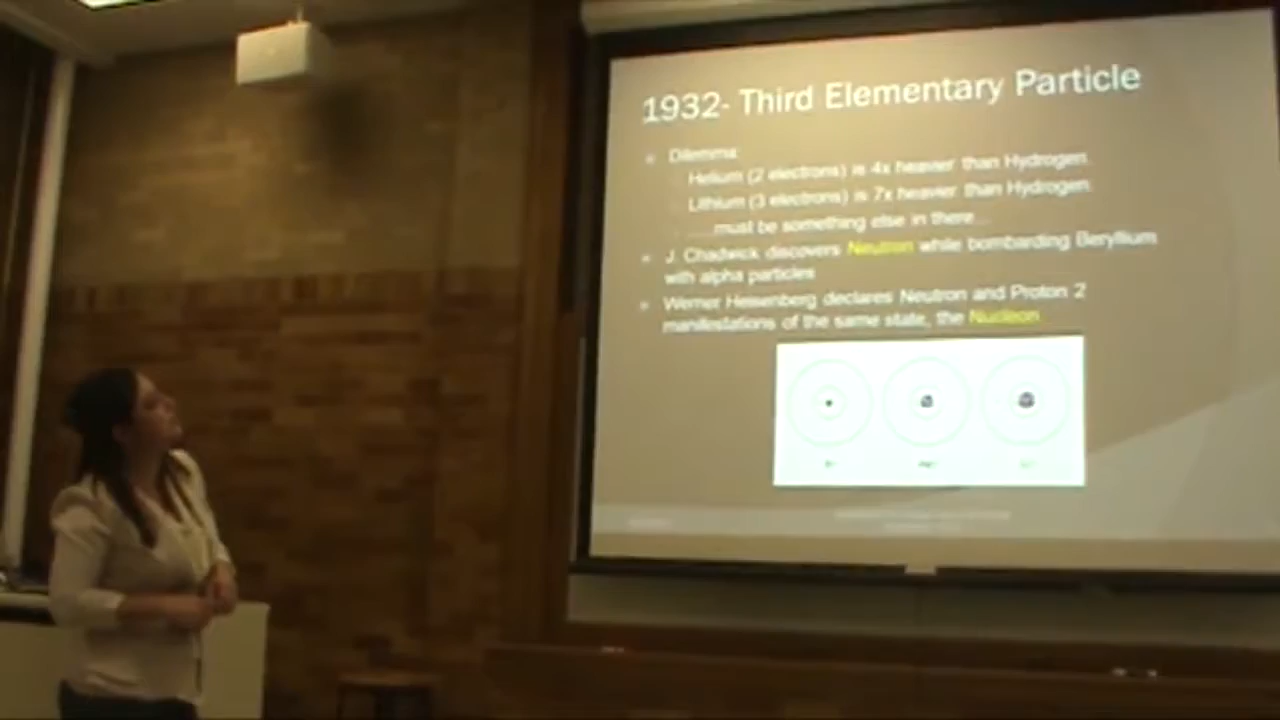 1932- Third Elementary Particle
Dilemma
Helium (2 electrons) is 4x heavier than Hydrogen
Lithium (3 electrons) is 7x heavier than Hydrogen
.....must be something else in there...
J. Chadwick discovers Neutron while bombarding Beryllium
with alpha particles
Werner Heisenberg declares Neutron and Proton 2
manifestations of the same state, the Nucleon